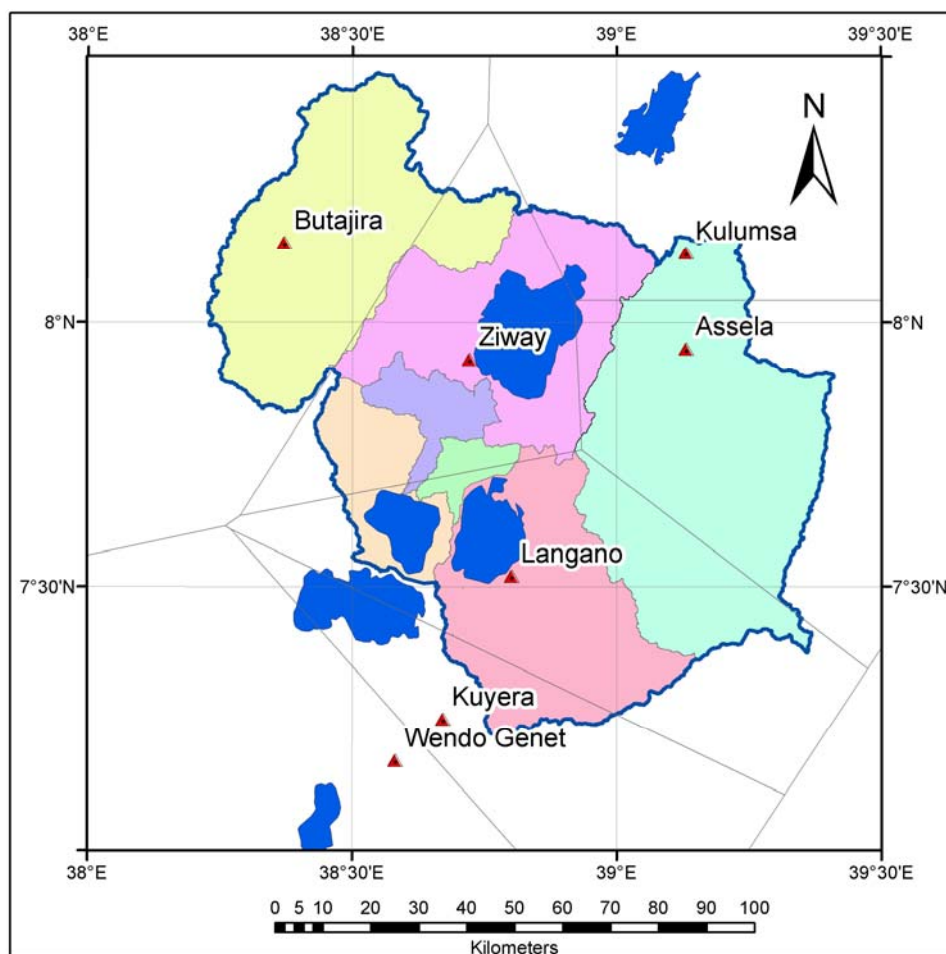 38°E 38°30'E 39°E 39°30'E
N
Butajira
Kulumsa
8°N 8°N
Assela
Ziway
Langano
7°30'N 7°30'N
Kuyera
Wendo Genet
38°E 38°30'E 39°E 39°30'E
0 5 10 20 30 40 50 60 70 80 90 100
Kilometers